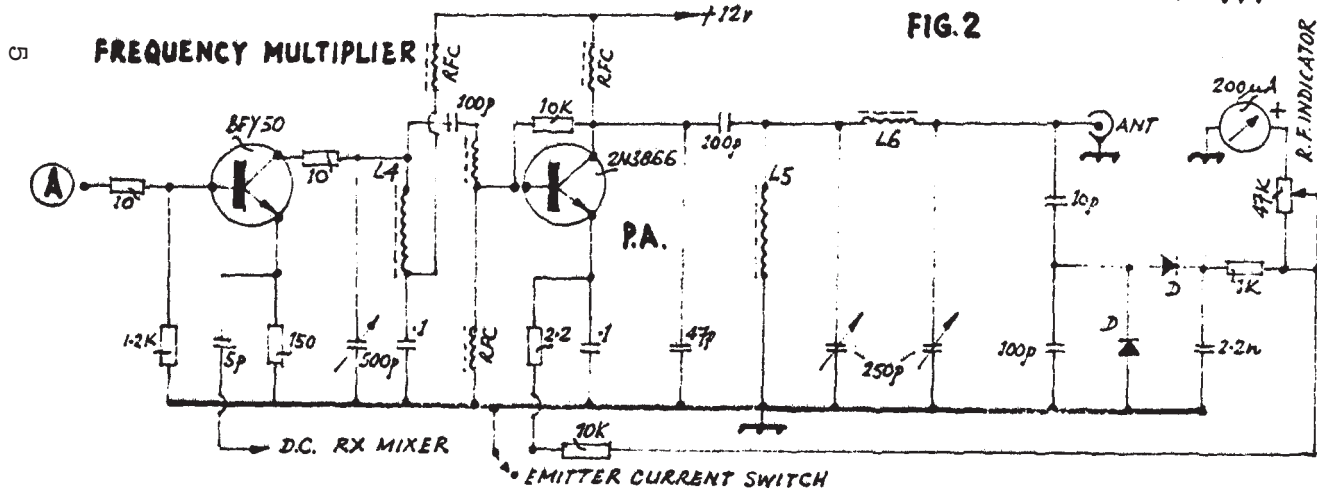 +12v
FIG.2
5
FREQUENCY MULTIPLIER
RFC
RFC
R.F. INDICATOR
200µA
+
BFY50
100p
10K
2N3866
200p
L6
ANT
A
10
10
L4
L5
10p
47K
P.A.
D
1K
1.2K
5p
150
500p
.1
RFC
2.2
.1
47p
250p
100p
D
2.2n
D.C. RX MIXER
10K
EMITTER CURRENT SWITCH